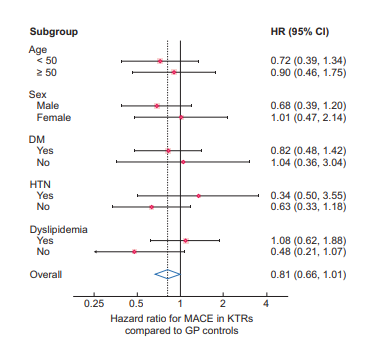 Subgroup HR (95% CI)
Age
< 50 0.72 (0.39, 1.34)
≥ 50 0.90 (0.46, 1.75)
Sex
Male 0.68 (0.39, 1.20)
Female 1.01 (0.47, 2.14)
DM
Yes 0.82 (0.48, 1.42)
No 1.04 (0.36, 3.04)
HTN
Yes 0.34 (0.50, 3.55)
No 0.63 (0.33, 1.18)
Dyslipidemia
Yes 1.08 (0.62, 1.88)
No 0.48 (0.21, 1.07)
Overall 0.81 (0.66, 1.01)
0.25 0.5 1 2 4
Hazard ratio for MACE in KTRs
compared to GP controls